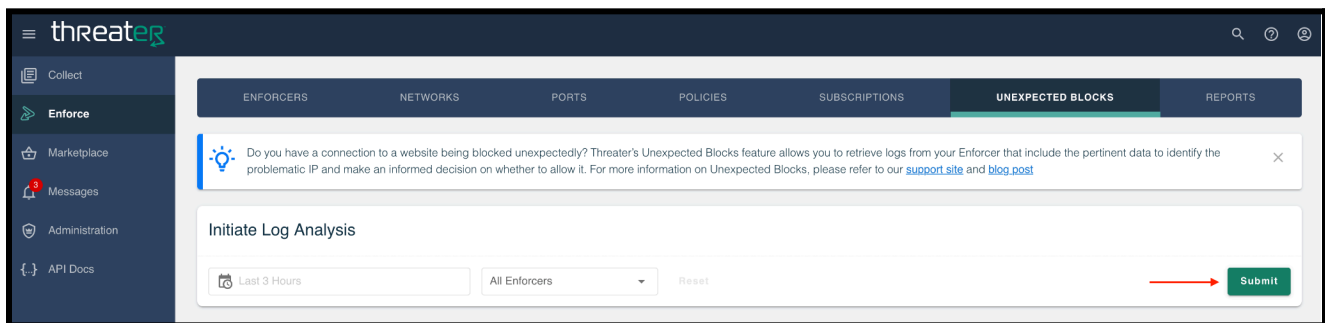 threater
Collect
Enforce
Marketplace
3
Messages
Administration
{...} API Docs
ENFORCERS NETWORKS PORTS POLICIES SUBSCRIPTIONS UNEXPECTED BLOCKS REPORTS
Do you have a connection to a website being blocked unexpectedly? Threater's Unexpected Blocks feature allows you to retrieve logs from your Enforcer that include the pertinent data to identify the
problematic IP and make an informed decision on whether to allow it. For more information on Unexpected Blocks, please refer to our support site and blog post
Initiate Log Analysis
Last 3 Hours All Enforcers Reset Submit